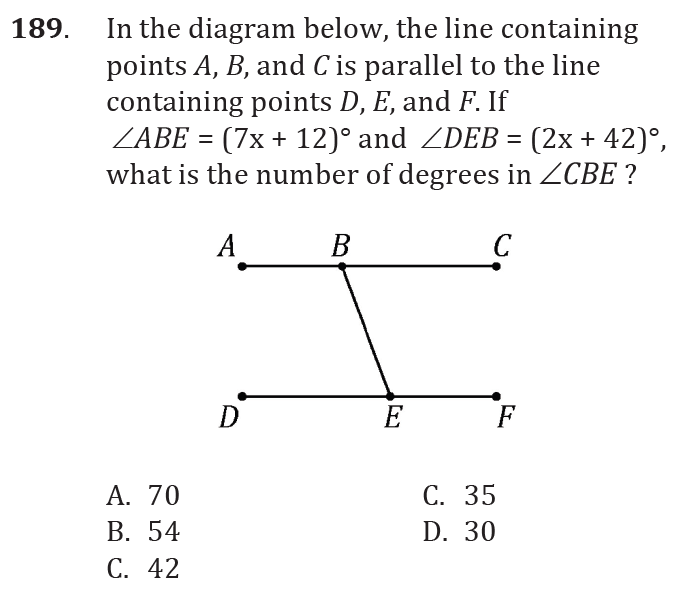 189. In the diagram below, the line containing
points A, B, and C is parallel to the line
containing points D, E, and F. If
∠ABE = (7x + 12)° and ∠DEB = (2x + 42)°,
what is the number of degrees in ∠CBE ?
A B C
D E F
A. 70 C. 35
B. 54 D. 30
C. 42